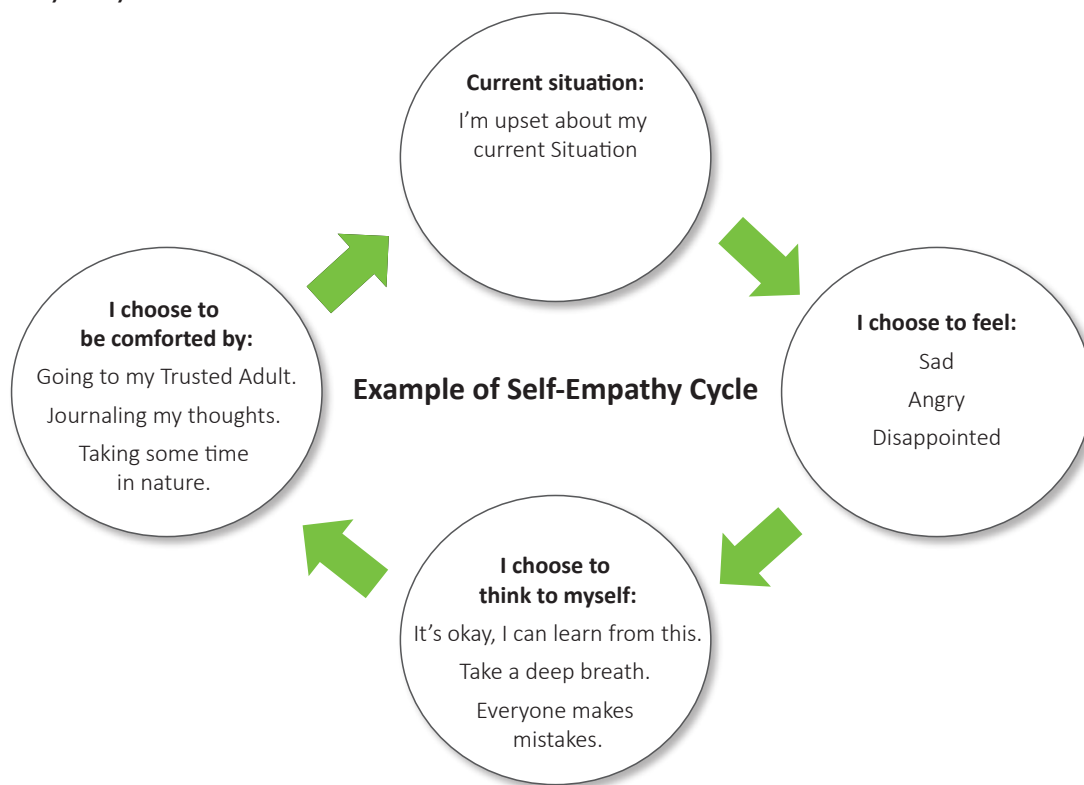 Current situation:
I'm upset about my
current Situation
I choose to feel:
Sad
Angry
Disappointed
I choose to
think to myself:
It's okay, I can learn from this.
Take a deep breath.
Everyone makes
mistakes.
I choose to
be comforted by:
Going to my Trusted Adult.
Journaling my thoughts.
Taking some time
in nature.
Example of Self-Empathy Cycle